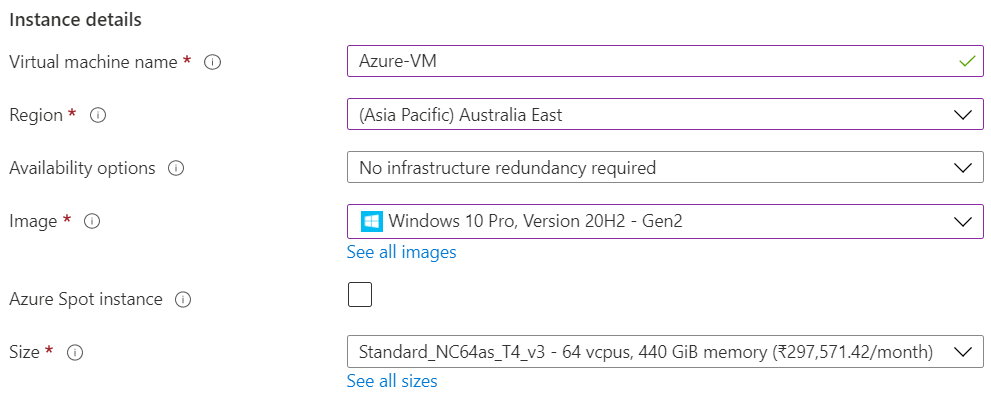 Instance details
Virtual machine name *
Azure-VM
Region *
(Asia Pacific) Australia East
Availability options
No infrastructure redundancy required
Image *
Windows 10 Pro, Version 20H2 - Gen2
See all images
Azure Spot instance
Size *
Standard_NC64as_T4_v3 - 64 vcpus, 440 GiB memory (₹297,571.42/month)
See all sizes